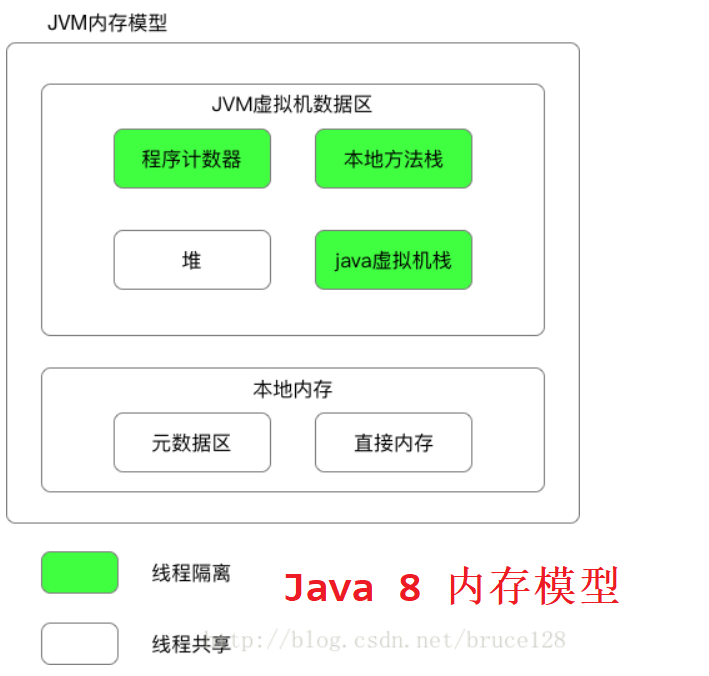 JVM内存模型
JVM虚拟机数据区
程序计数器 本地方法栈
堆 java虚拟机栈
本地内存
元数据区 直接内存
线程隔离
Java 8 内存模型
线程共享
http://blog.csdn.net/bruce128